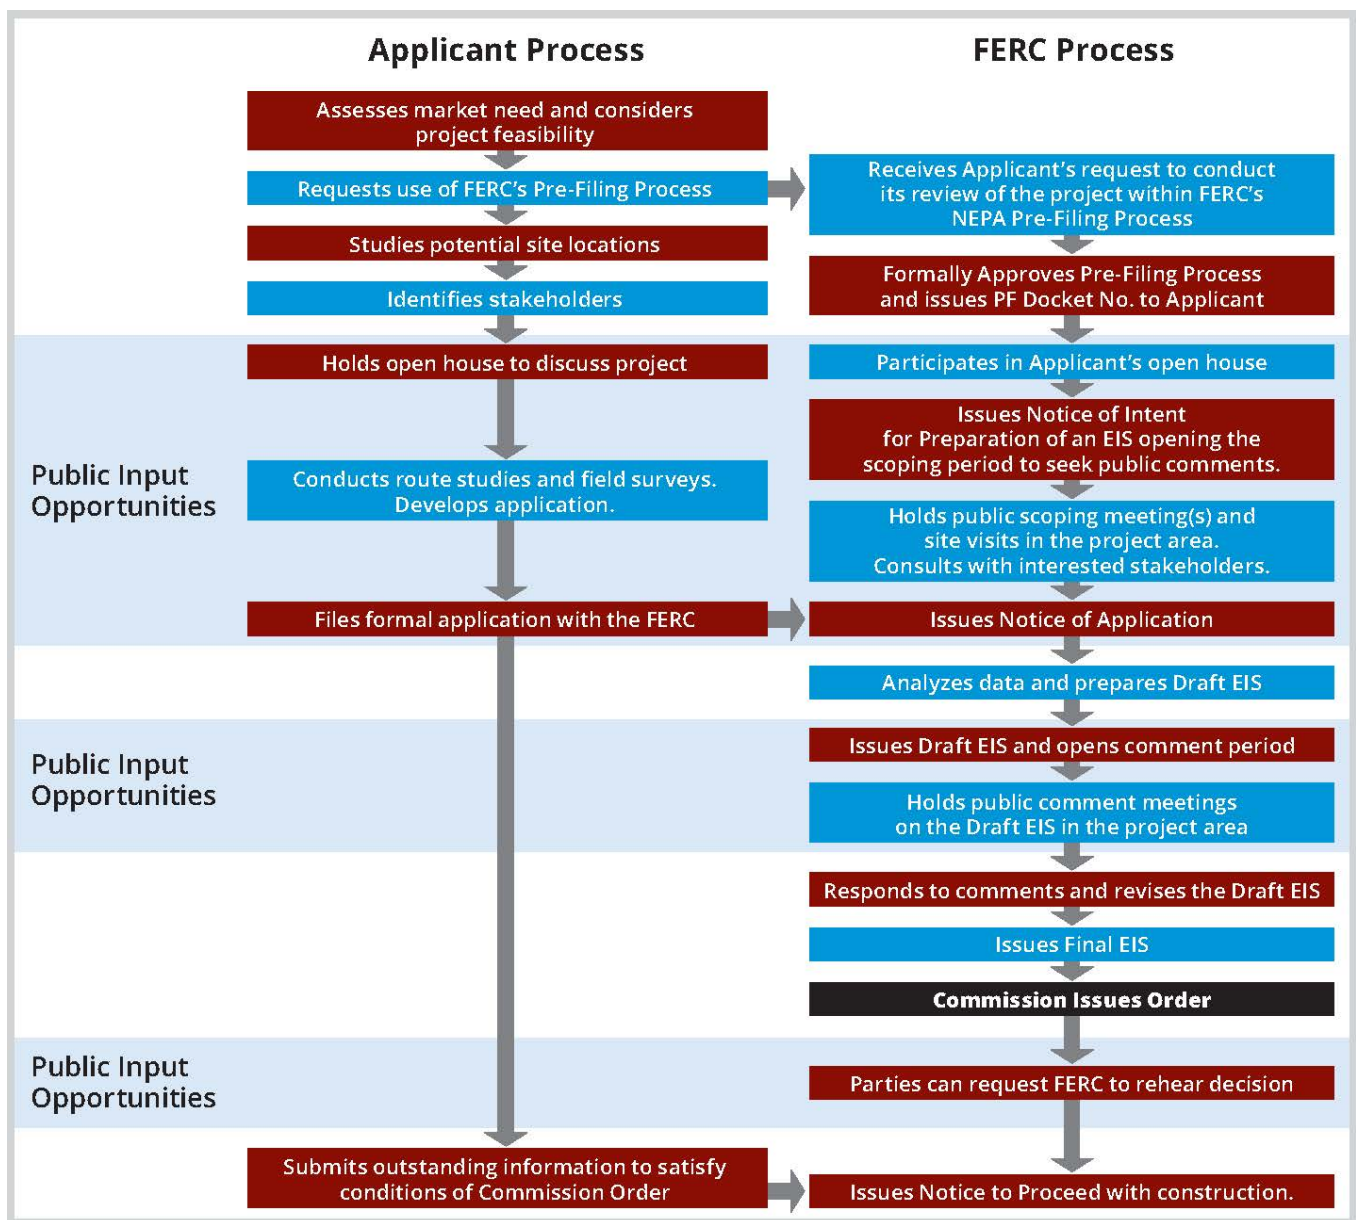 Applicant Process
FERC Process
Assesses market need and considers
project feasibility
Requests use of FERC's Pre-Filing Process
Receives Applicant's request to conduct
its review of the project within FERC's
NEPA Pre-Filing Process
Studies potential site locations
Formally Approves Pre-Filing Process
and issues PF Docket No. to Applicant
Identifies stakeholders
Public Input
Opportunities
Holds open house to discuss project
Participates in Applicant's open house
Issues Notice of Intent
for Preparation of an EIS opening the
scoping period to seek public comments.
Conducts route studies and field surveys.
Develops application.
Holds public scoping meeting(s) and
site visits in the project area.
Consults with interested stakeholders.
Files formal application with the FERC
Issues Notice of Application
Analyzes data and prepares Draft EIS
Public Input
Opportunities
Issues Draft EIS and opens comment period
Holds public comment meetings
on the Draft EIS in the project area
Responds to comments and revises the Draft EIS
Issues Final EIS
Commission Issues Order
Public Input
Opportunities
Parties can request FERC to rehear decision
Submits outstanding information to satisfy
conditions of Commission Order
Issues Notice to Proceed with construction.